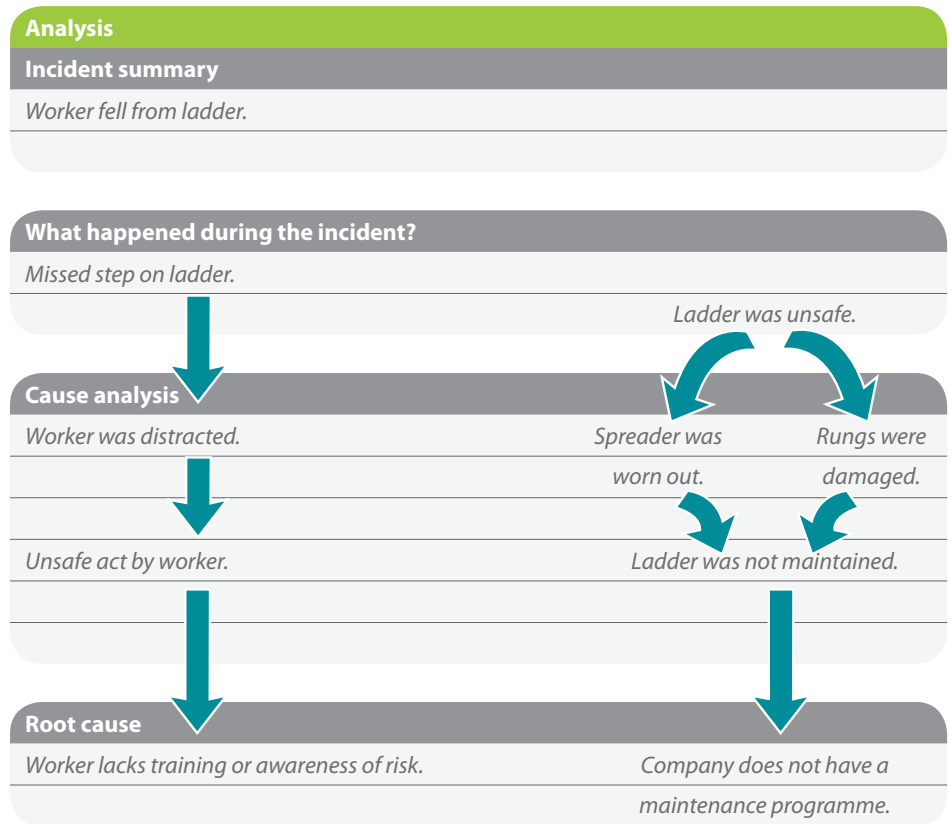 Analysis
Incident summary
Worker fell from ladder.
What happened during the incident?
Missed step on ladder.
Ladder was unsafe.
Cause analysis
Worker was distracted.
Spreader was
worn out.
Rungs were
damaged.
Unsafe act by worker.
Ladder was not maintained.
Root cause
Worker lacks training or awareness of risk.
Company does not have a
maintenance programme.